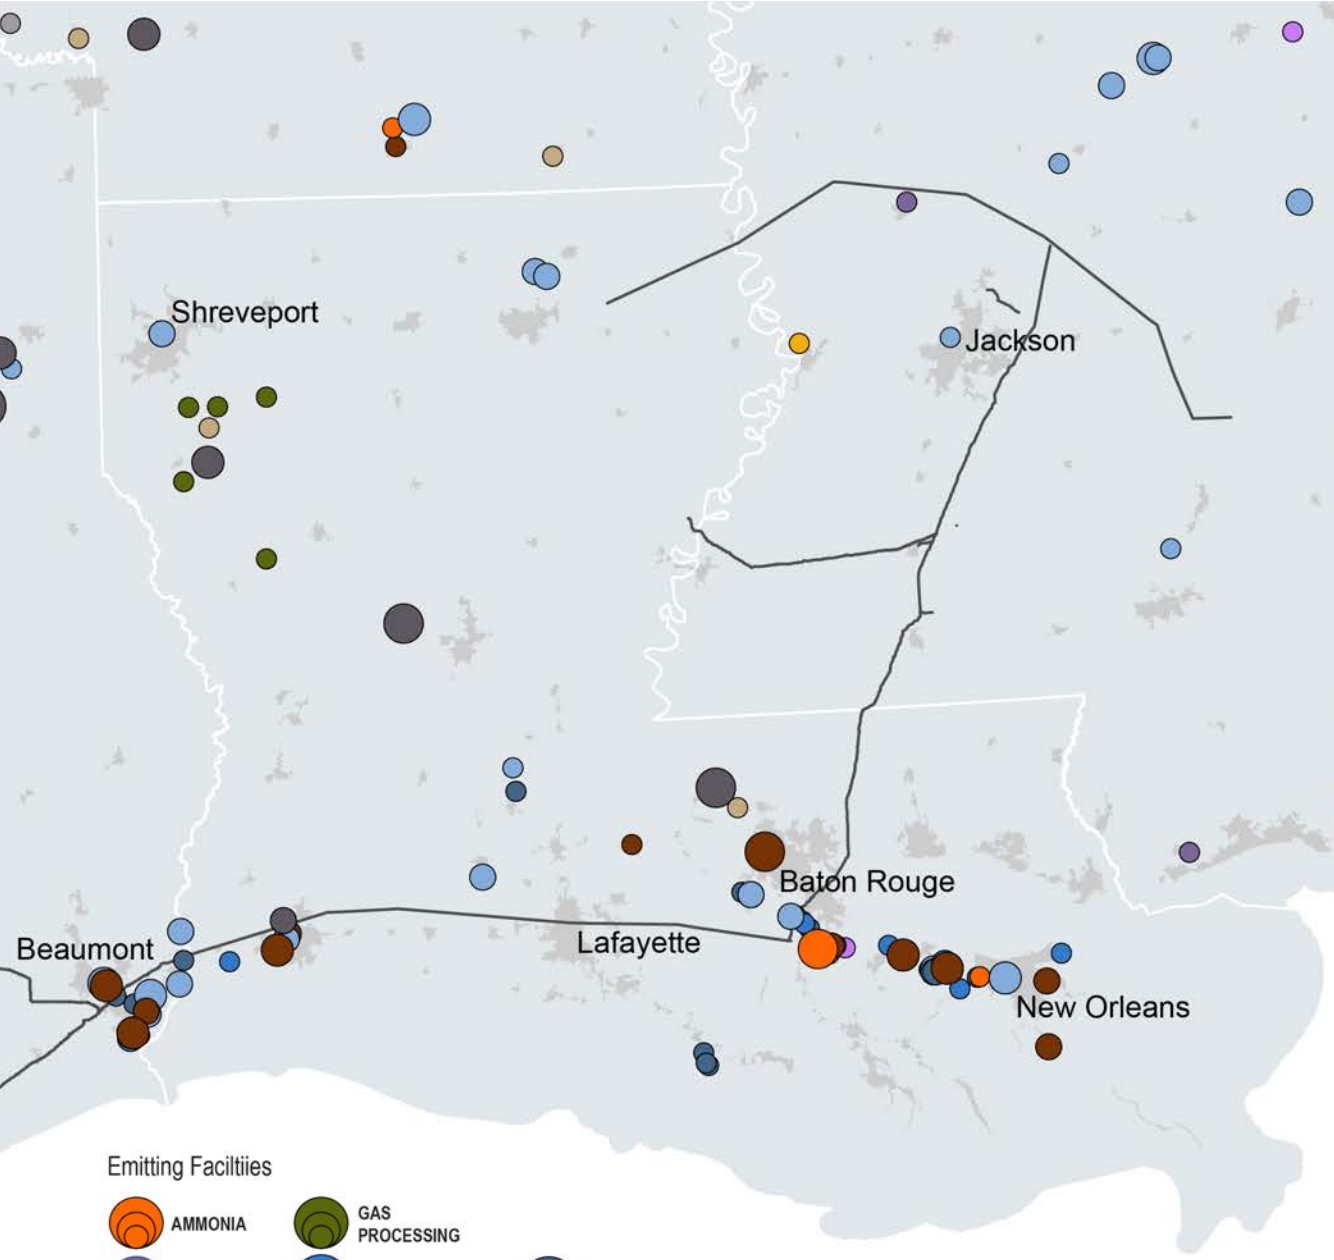 Shreveport
Jackson
Baton Rouge
Beaumont
Lafayette
New Orleans
Emitting Faciltiies
AMMONIA
GAS
PROCESSING